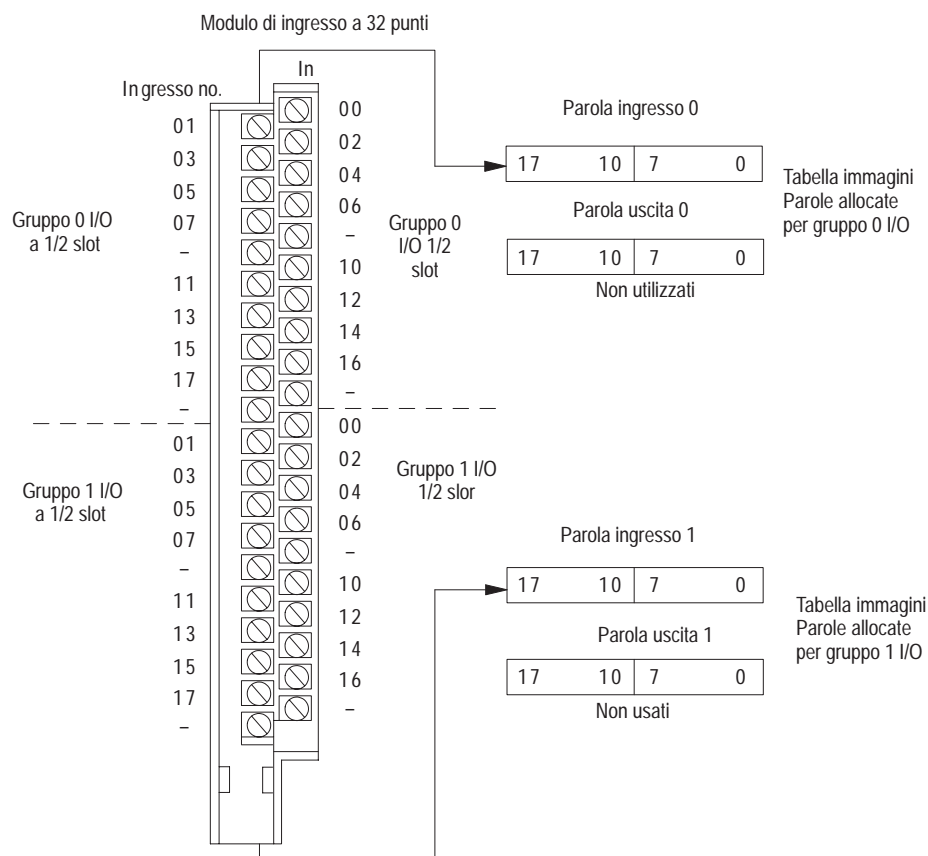 Modulo di ingresso a 32 punti
In
Ingresso no.
01
03
05
07
–
11
13
15
17
–
01
03
05
07
–
11
13
15
17
–
00
02
04
06
–
10
12
14
16
–
00
02
04
06
–
10
12
14
16
–
Gruppo 0 I/O
a 1/2 slot
Gruppo 0
I/O 1/2
slot
Gruppo 1 I/O
a 1/2 slot
Gruppo 1 I/O
1/2 slor
Parola ingresso 0
17 10 7 0
Parola uscita 0
17 10 7 0
Non utilizzati
Tabella immagini
Parole allocate
per gruppo 0 I/O
Parola ingresso 1
17 10 7 0
Parola uscita 1
17 10 7 0
Non usati
Tabella immagini
Parole allocate
per gruppo 1 I/O